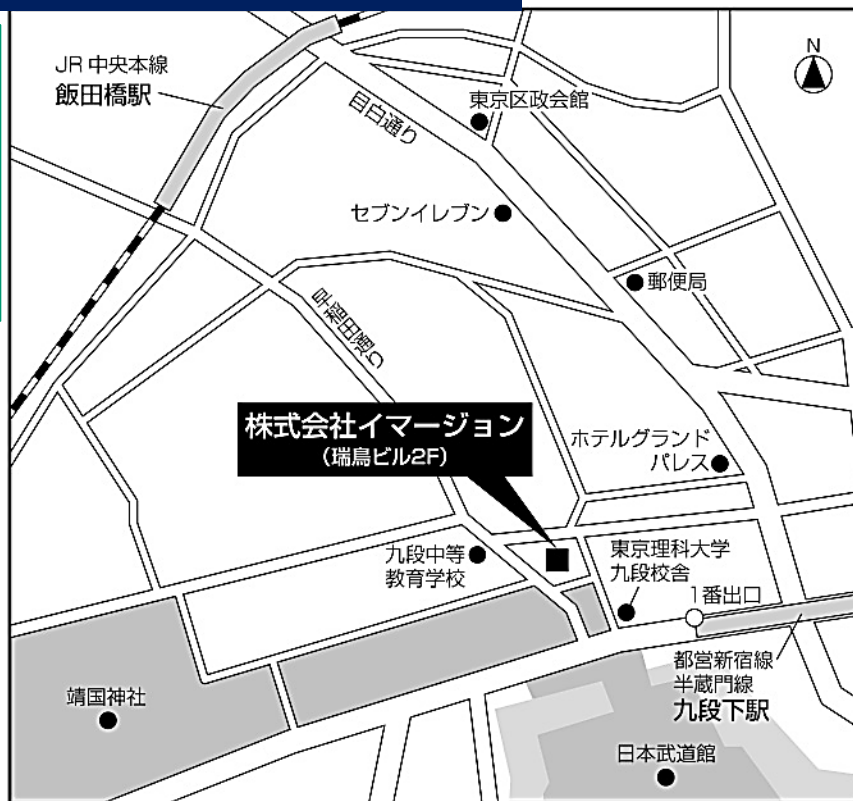 N
JR 中央本線
飯田橋駅
目白通り
東京区政会館
セブンイレブン
郵便局
早稲田通り
株式会社イマージョン
（瑞鳥ビル2F）
ホテルグランド
パレス
九段中等
教育学校
東京理科大学
九段校舎
1番出口
都営新宿線
半蔵門線
九段下駅
靖国神社
日本武道館